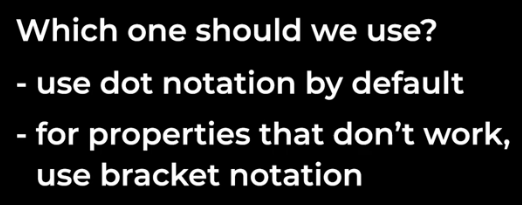 Which one should we use?
- use dot notation by default
- for properties that don't work,
use bracket notation